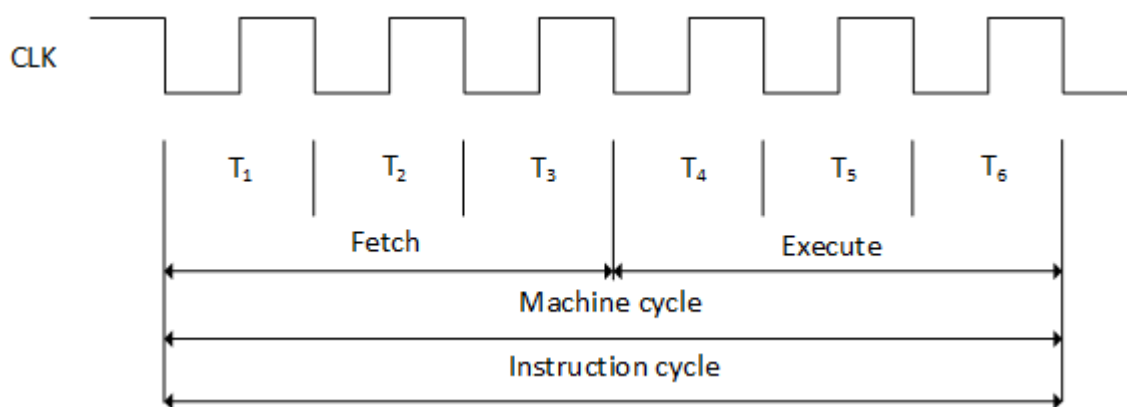 CLK
T₁ T₂ T₃ T₄ T₅ T₆
Fetch Execute
Machine cycle
Instruction cycle